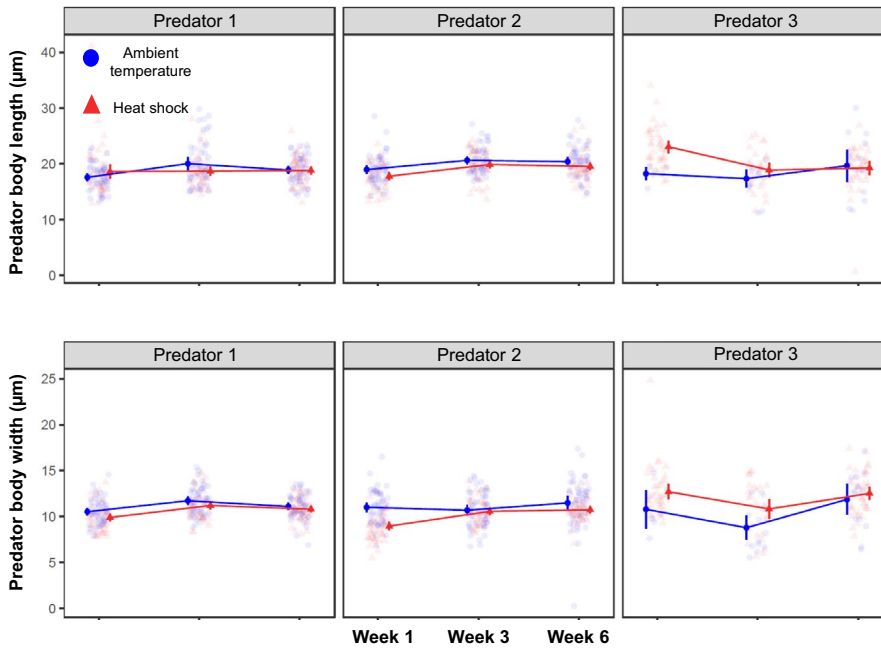 Predator 1 Predator 2 Predator 3
Predator body length (µm)
40
30
20
10
0
Ambient
temperature
Heat shock
Predator 1 Predator 2 Predator 3
Predator body width (µm)
25
20
15
10
5
0
Week 1 Week 3 Week 6